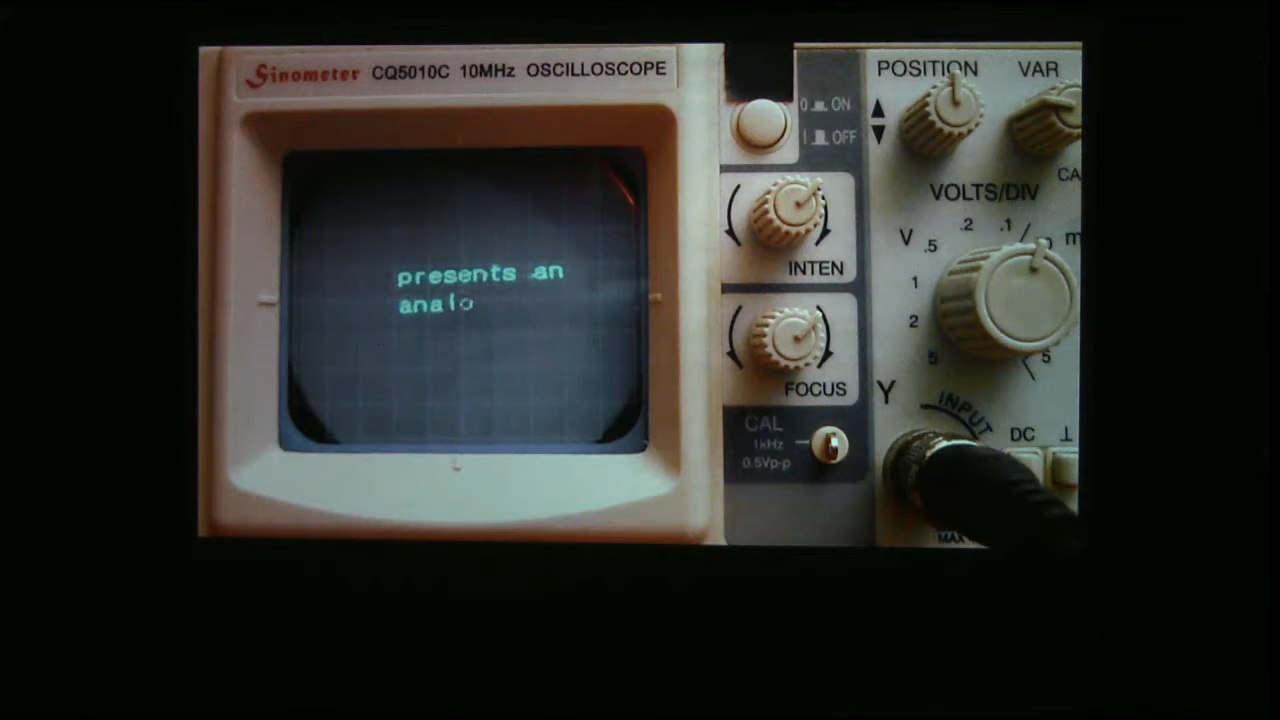 Sinometer CQ5010C 10MHz OSCILLOSCOPE
presents an
analo
0 ON
I OFF
INTEN
FOCUS
CAL
1kHz
0.5Vp-p
POSITION
VAR
CA
VOLTS/DIV
V
.5
.2
.1
m
1
2
5
5
Y
INPUT
DC
⊥
MAX